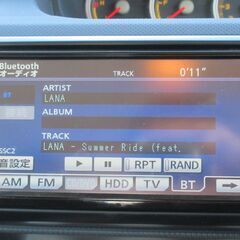 Bluetooth
オーディオ
TRACK 0'11"
BT
ARTIST
LANA
ALBUM
TRACK
LANA - Summer Ride (feat.
SSC2
音設定 RPT RAND
AM FM HDD TV BT